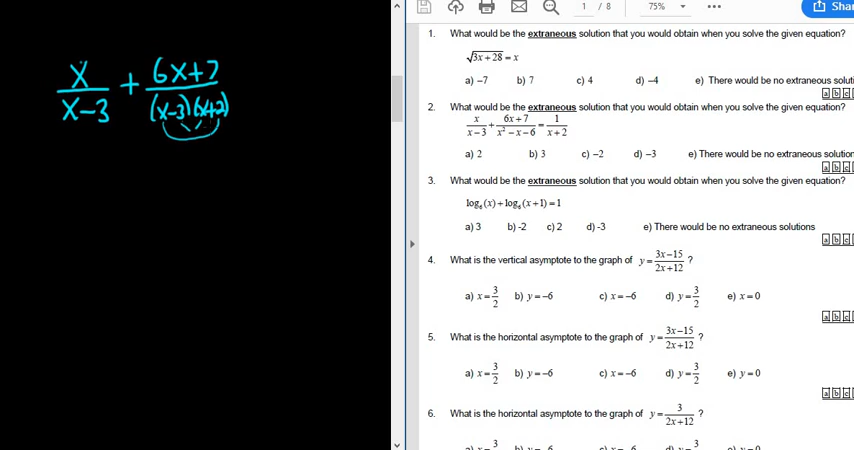 1 / 8
75%
Shar
x/(x-3) + (6x+7)/((x-3)(x+2))
1. What would be the extraneous solution that you would obtain when you solve the given equation?
√(3x+28) = x
a) −7 b) 7 c) 4 d) −4 e) There would be no extraneous soluti
a b c
2. What would be the extraneous solution that you would obtain when you solve the given equation?
x/(x−3) + (6x+7)/(x²−x−6) = 1/(x+2)
a) 2 b) 3 c) −2 d) −3 e) There would be no extraneous solution
a b c
3. What would be the extraneous solution that you would obtain when you solve the given equation?
log₆(x)+log₆(x+1)=1
a) 3 b) -2 c) 2 d) -3 e) There would be no extraneous solutions
a b c
4. What is the vertical asymptote to the graph of y = (3x−15)/(2x+12) ?
a) x = 3/2 b) y = −6 c) x = −6 d) y = 3/2 e) x = 0
a b c
5. What is the horizontal asymptote to the graph of y = (3x−15)/(2x+12) ?
a) x = 3/2 b) y = −6 c) x = −6 d) y = 3/2 e) y = 0
a b c
6. What is the horizontal asymptote to the graph of y = 3/(2x+12) ?